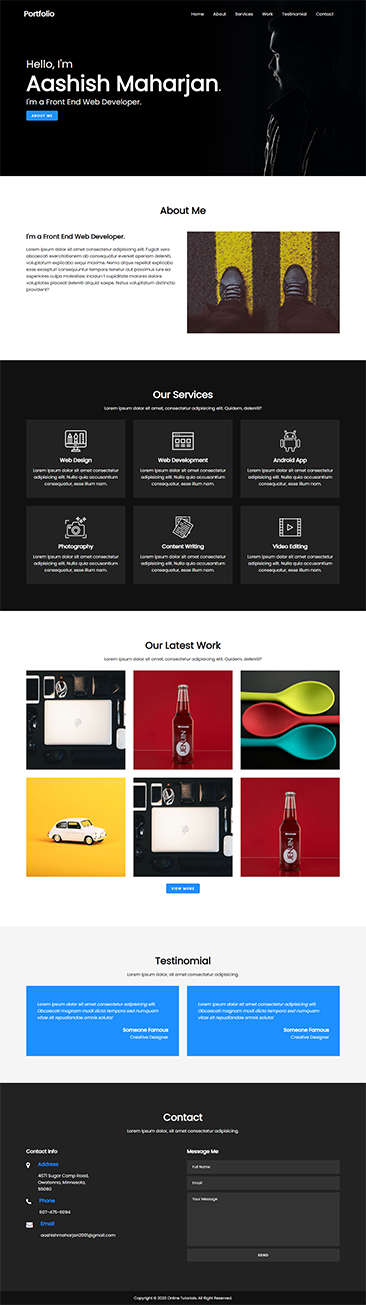 Portfolio
Home About Services Work Testinomial Contact
Hello, I'm
Aashish Maharjan.
I'm a Front End Web Developer.
ABOUT ME
About Me
I'm a Front End Web Developer.
Lorem ipsum dolor sit amet consectetur adipisicing elit. Fugiat vero
obcaecati exercitationem ab consequatur eveniet aperiam deleniti,
voluptatum explicabo sequi maxime. Nemo atque repellat explicabo
esse excepturi consequuntur tempore tenetur aut possimus iure ad
asperiores culpa molestiae, incidunt cupiditate maiores dolore
voluptates placeat deleniti aliquid saepe. Natus voluptatum distinctio
provident?
Our Services
Lorem ipsum dolor sit amet, consectetur adipisicing elit. Quidem, deleniti?
Web Design
Lorem ipsum dolor sit amet consectetur
adipisicing elit. Nulla quia accusantium
consequatur, esse illum nam.
Web Development
Lorem ipsum dolor sit amet consectetur
adipisicing elit. Nulla quia accusantium
consequatur, esse illum nam.
Android App
Lorem ipsum dolor sit amet consectetur
adipisicing elit. Nulla quia accusantium
consequatur, esse illum nam.
Photography
Lorem ipsum dolor sit amet consectetur
adipisicing elit. Nulla quia accusantium
consequatur, esse illum nam.
Content Writing
Lorem ipsum dolor sit amet consectetur
adipisicing elit. Nulla quia accusantium
consequatur, esse illum nam.
Video Editing
Lorem ipsum dolor sit amet consectetur
adipisicing elit. Nulla quia accusantium
consequatur, esse illum nam.
Our Latest Work
Lorem ipsum dolor sit amet, consectetur adipisicing elit. Quidem, deleniti?
VIEW MORE
Testinomial
Lorem ipsum dolor, sit amet consectetur adipisicing.
Lorem ipsum dolor sit amet consectetur adipisicing elit.
Obcaecati magnam modi dicta tempora sed numquam
vitae sit repudiandae omnis soluta!
Someone Famous
Creative Designer
Lorem ipsum dolor sit amet consectetur adipisicing elit.
Obcaecati magnam modi dicta tempora sed numquam
vitae sit repudiandae omnis soluta!
Someone Famous
Creative Designer
Contact
Lorem ipsum dolor, sit amet consectetur adipisicing.
Contact Info
Address
4671 Sugar Camp Road,
Owatonna, Minnesota,
55060
Phone
507-475-6094
Email
aashishmaharjan2001@gmail.com
Message Me
Full Name
Email
Your Message
SEND
Copyright © 2020 Online Tutorials. All Right Reserved.